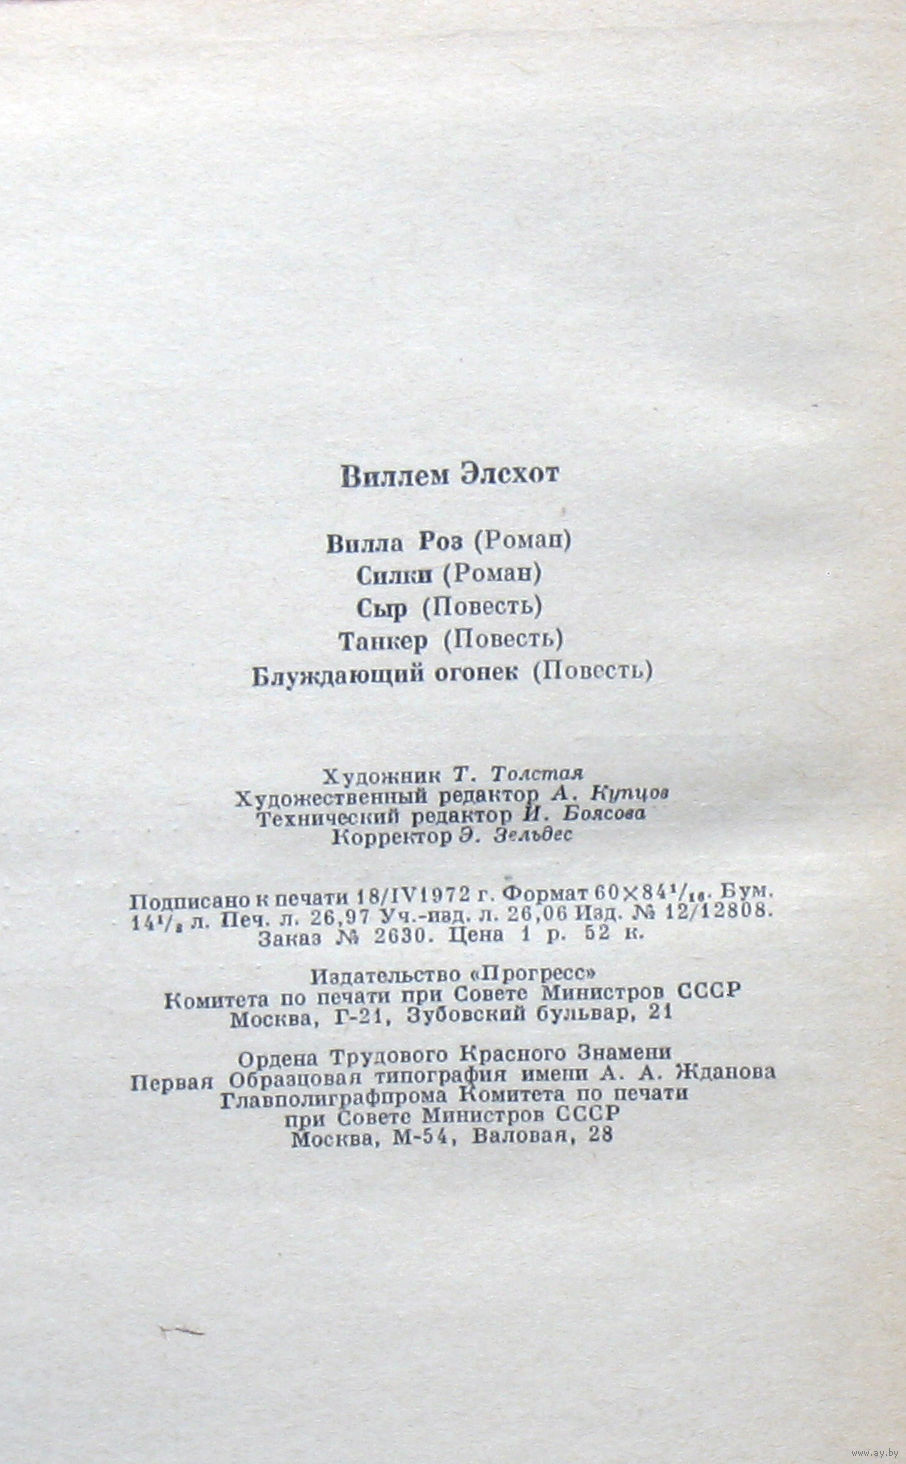 Виллем Элсхот
Вилла Роз (Роман)
Силки (Роман)
Сыр (Повесть)
Танкер (Повесть)
Блуждающий огонек (Повесть)
Художник Т. Толстая
Художественный редактор А. Купцов
Технический редактор И. Боясова
Корректор Э. Зельдес
Подписано к печати 18/IV1972 г. Формат 60×84¹/₁₆. Бум.
14¹/₈ л. Печ. л. 26,97 Уч.-изд. л. 26,06 Изд. № 12/12808.
Заказ № 2630. Цена 1 р. 52 к.
Издательство «Прогресс»
Комитета по печати при Совете Министров СССР
Москва, Г-21, Зубовский бульвар, 21
Ордена Трудового Красного Знамени
Первая Образцовая типография имени А. А. Жданова
Главполиграфпрома Комитета по печати
при Совете Министров СССР
Москва, М-54, Валовая, 28
www.ay.by